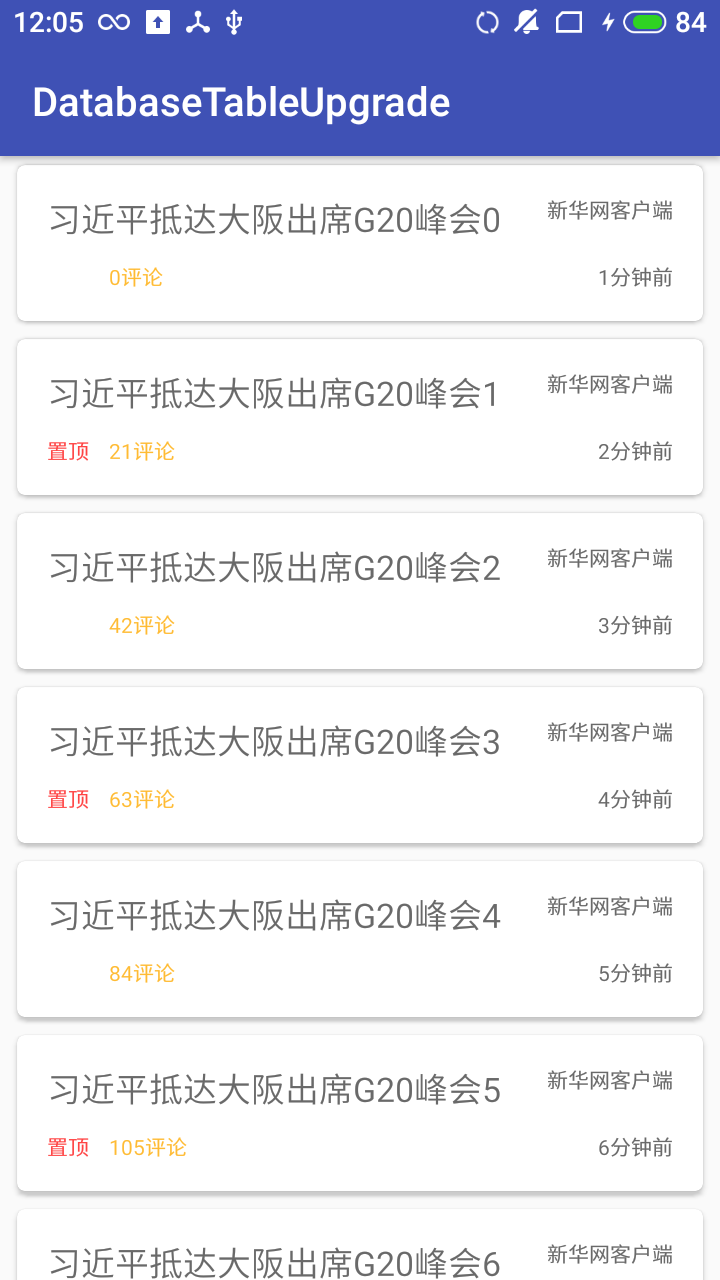 12:05 84
DatabaseTableUpgrade
习近平抵达大阪出席G20峰会0 新华网客户端
0评论 1分钟前
习近平抵达大阪出席G20峰会1 新华网客户端
置顶 21评论 2分钟前
习近平抵达大阪出席G20峰会2 新华网客户端
42评论 3分钟前
习近平抵达大阪出席G20峰会3 新华网客户端
置顶 63评论 4分钟前
习近平抵达大阪出席G20峰会4 新华网客户端
84评论 5分钟前
习近平抵达大阪出席G20峰会5 新华网客户端
置顶 105评论 6分钟前
习近平抵达大阪出席G20峰会6 新华网客户端